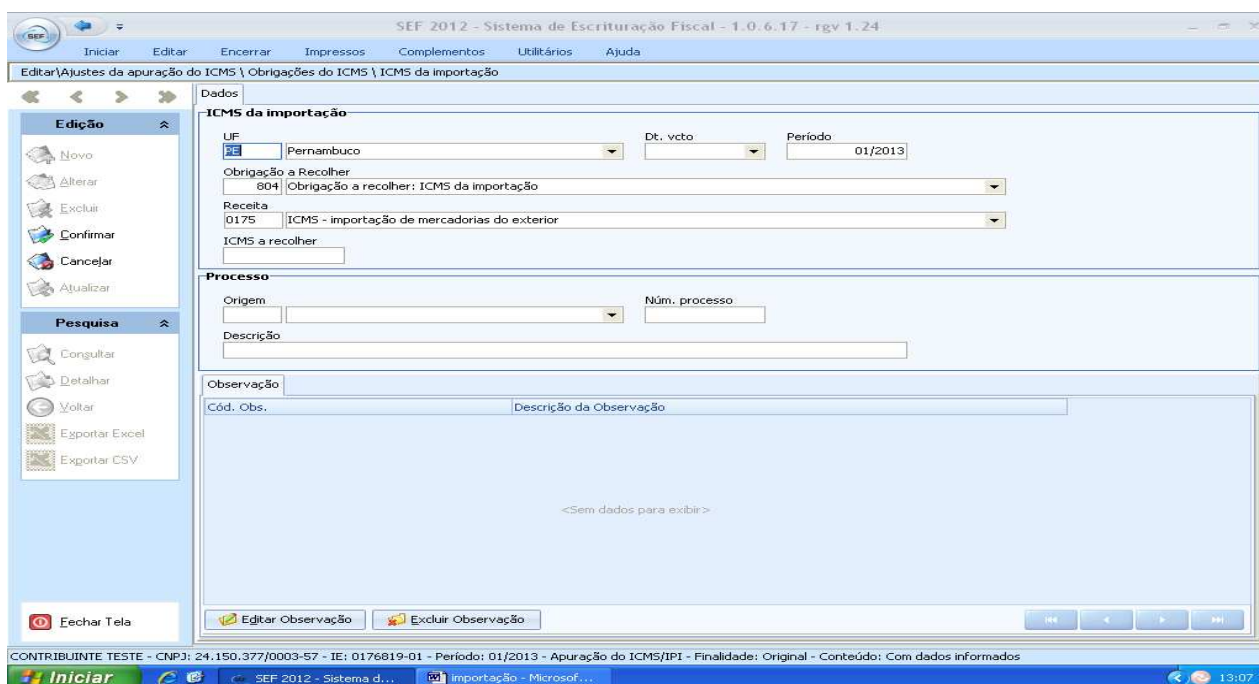 SEF 2012 - Sistema de Escrituração Fiscal - 1.0.6.17 - rgv 1.24
SEF
Iniciar Editar Encerrar Impressos Complementos Utilitários Ajuda
Editar\Ajustes da apuração do ICMS \ Obrigações do ICMS \ ICMS da importação
Dados
Edição
Novo
Alterar
Excluir
Confirmar
Cancelar
Atualizar
Pesquisa
Consultar
Detalhar
Voltar
Exportar Excel
Exportar CSV
Fechar Tela
ICMS da importação
UF Dt. vcto Período
PE Pernambuco 01/2013
Obrigação a Recolher
804 Obrigação a recolher: ICMS da importação
Receita
0175 ICMS - importação de mercadorias do exterior
ICMS a recolher
Processo
Origem Núm. processo
Descrição
Observação
Cód. Obs. Descrição da Observação
<Sem dados para exibir>
Editar Observação Excluir Observação
CONTRIBUINTE TESTE - CNPJ: 24.150.377/0003-57 - IE: 0176819-01 - Período: 01/2013 - Apuração do ICMS/IPI - Finalidade: Original - Conteúdo: Com dados informados
Iniciar SEF 2012 - Sistema d... importação - Microsof... 13:07